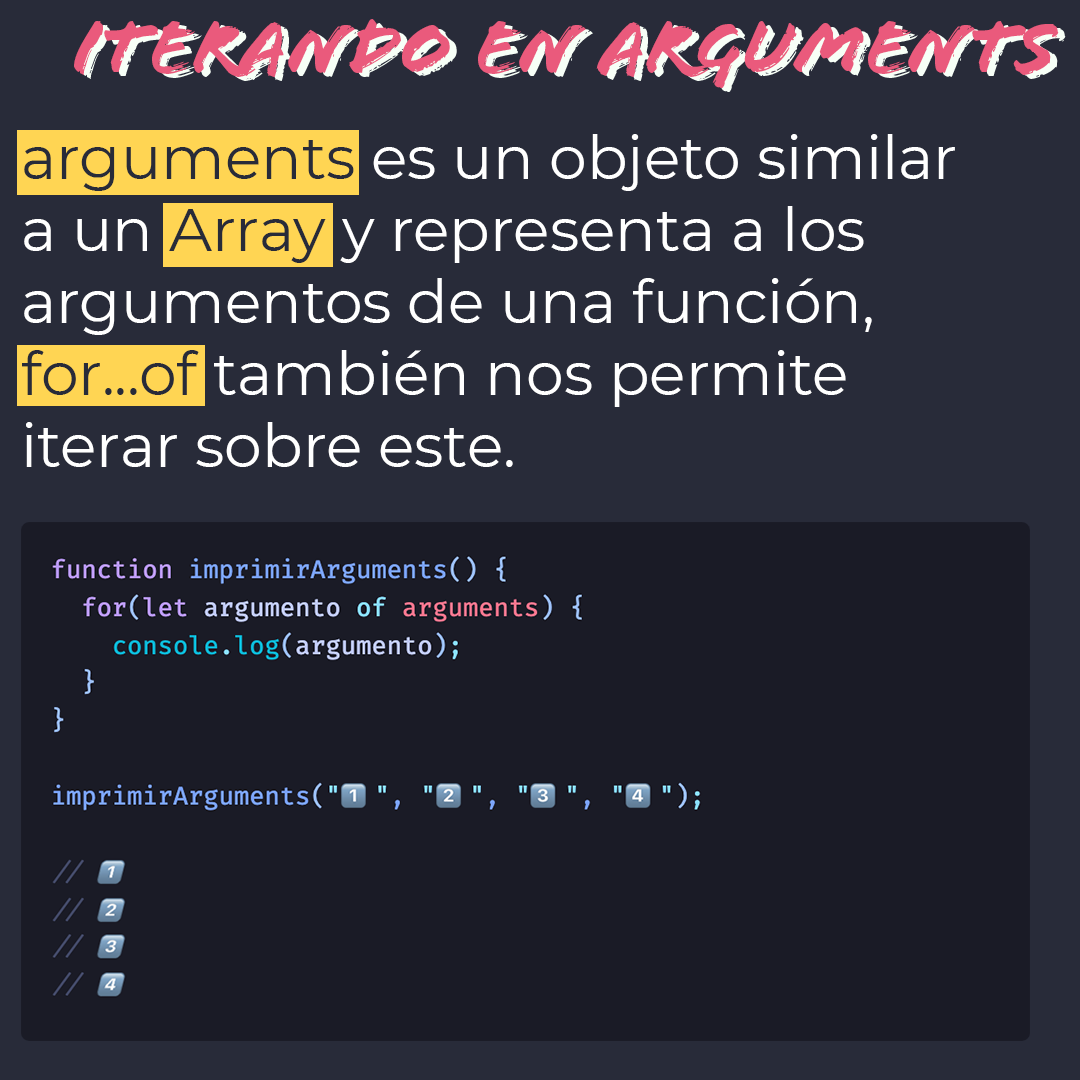 ITERANDO EN ARGUMENTS
arguments es un objeto similar
a un Array y representa a los
argumentos de una función,
for...of también nos permite
iterar sobre este.
function imprimirArguments() {
  for(let argumento of arguments) {
    console.log(argumento);
  }
}
imprimirArguments("1️⃣ ", "2️⃣ ", "3️⃣ ", "4️⃣ ");
// 1️⃣
// 2️⃣
// 3️⃣
// 4️⃣